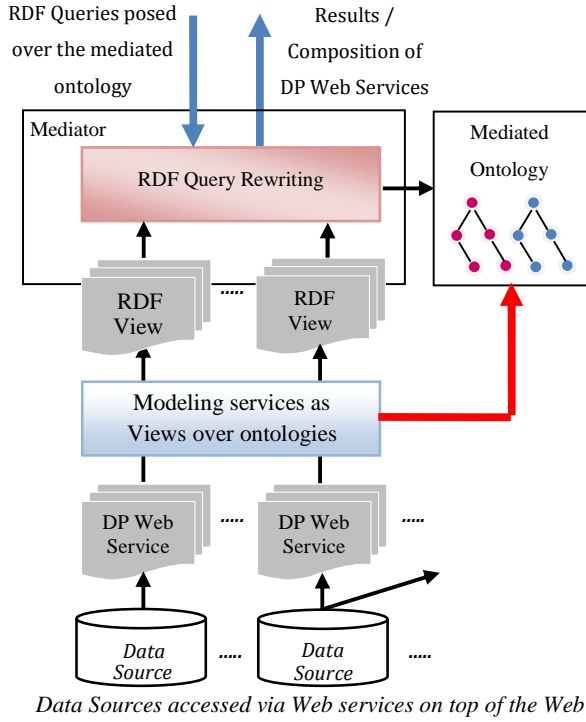 RDF Queries posed
over the mediated
ontology
Results /
Composition of
DP Web Services
Mediator
RDF Query Rewriting
Mediated
Ontology
RDF
View
.....
RDF
View
Modeling services as
Views over ontologies
DP Web
Service
.....
DP Web
Service
.....
Data
Source
.....
Data
Source
.....
Data Sources accessed via Web services on top of the Web